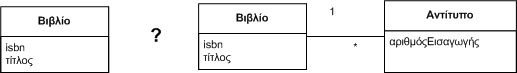 Βιβλίο
isbn
τίτλος
?
Βιβλίο
isbn
τίτλος
1
*
Αντίτυπο
αριθμόςΕισαγωγής